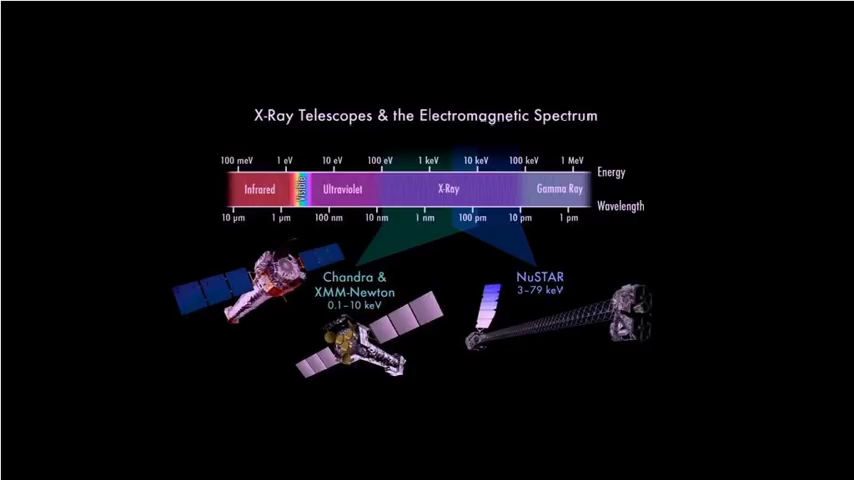 X-Ray Telescopes & the Electromagnetic Spectrum
100 meV 1 eV 10 eV 100 eV 1 keV 10 keV 100 keV 1 MeV
Energy
Infrared Visible Ultraviolet X-Ray Gamma Ray
Wavelength
10 µm 1 µm 100 nm 10 nm 1 nm 100 pm 10 pm 1 pm
Chandra &
XMM-Newton
0.1–10 keV
NuSTAR
3–79 keV